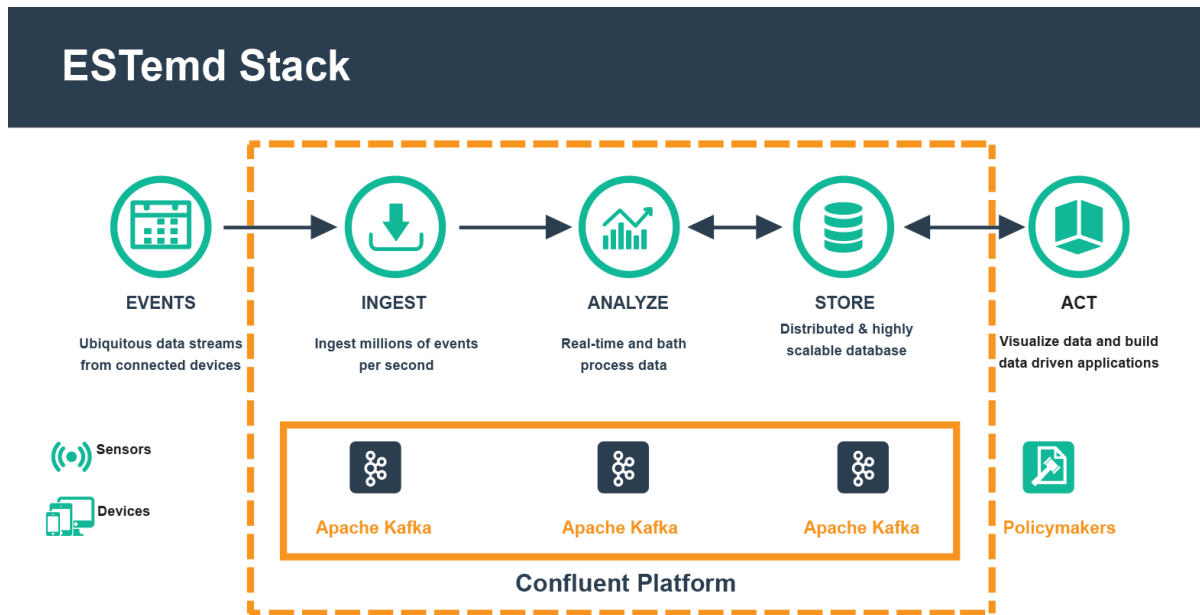 ESTemd Stack
EVENTS
INGEST
ANALYZE
STORE
ACT
Ubiquitous data streams
from connected devices
Ingest millions of events
per second
Real-time and bath
process data
Distributed & highly
scalable database
Visualize data and build
data driven applications
Sensors
Devices
Apache Kafka
Apache Kafka
Apache Kafka
Policymakers
Confluent Platform